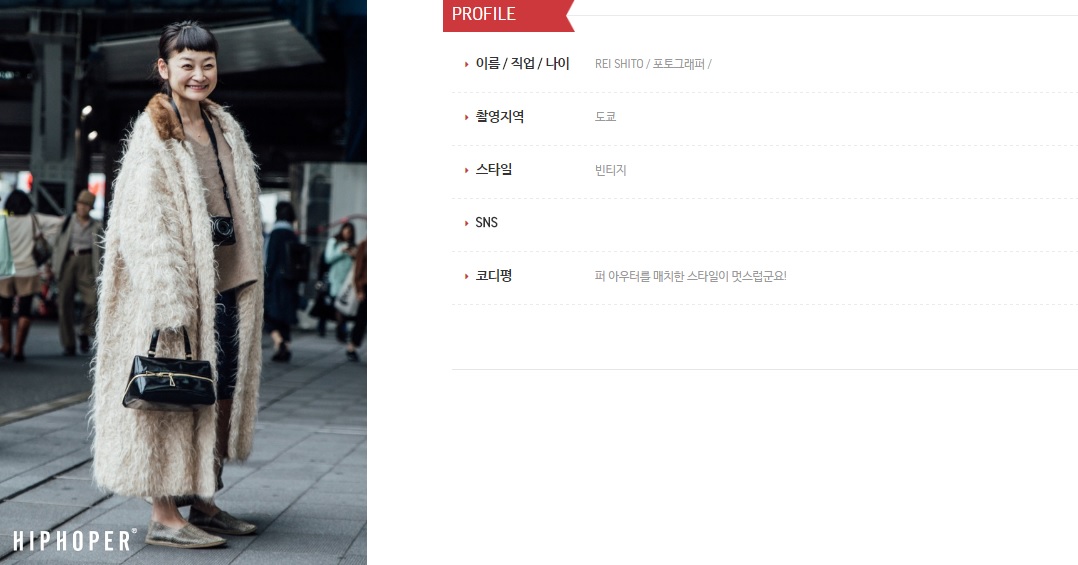 PROFILE
이름 / 직업 / 나이 REI SHITO / 포토그래퍼 /
촬영지역 도쿄
스타일 빈티지
SNS
코디평 퍼 아우터를 매치한 스타일이 멋스럽군요!
HIPHOPER®